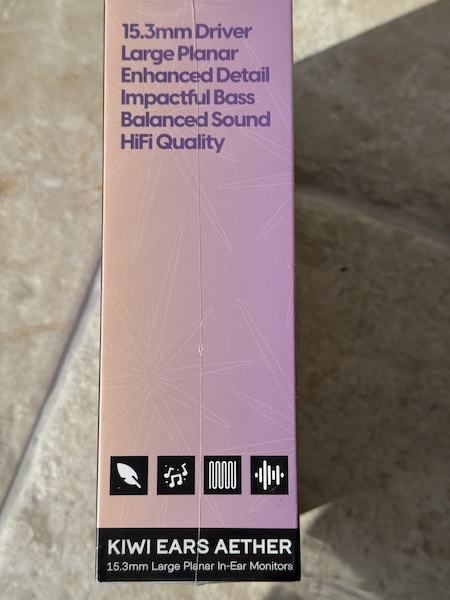 15.3mm Driver
Large Planar
Enhanced Detail
Impactful Bass
Balanced Sound
HiFi Quality
KIWI EARS AETHER
15.3mm Large Planar In-Ear Monitors